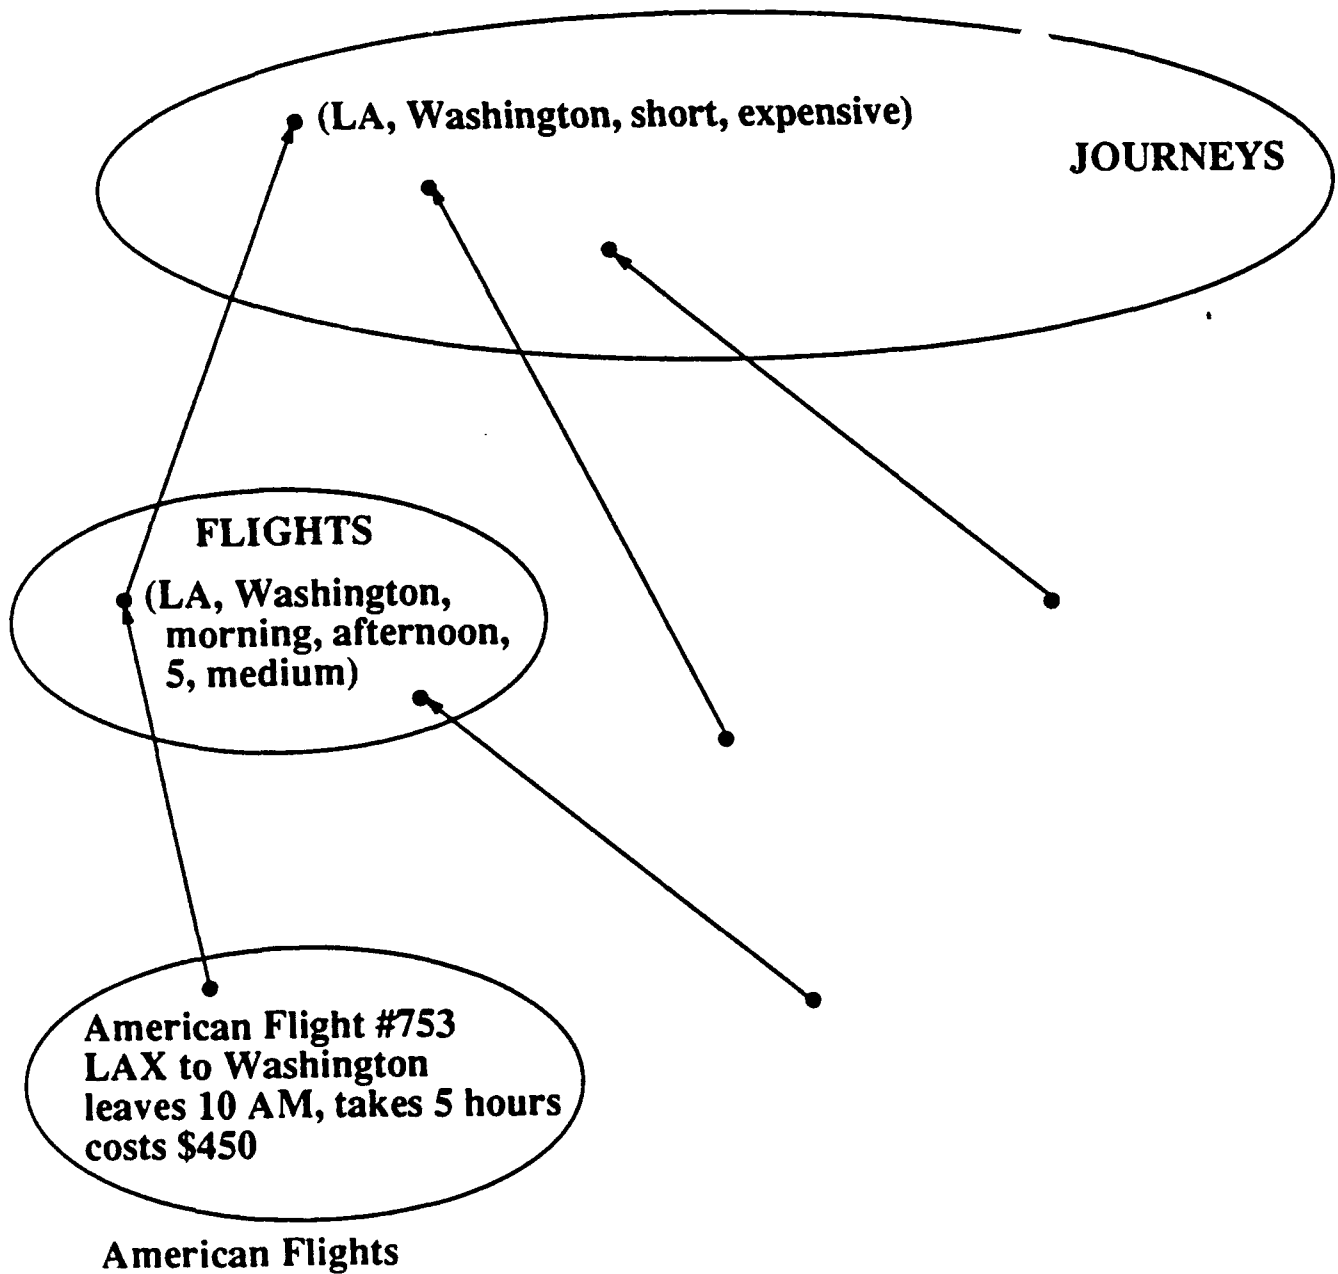 (LA, Washington, short, expensive)
JOURNEYS
FLIGHTS
(LA, Washington,
morning, afternoon,
5, medium)
American Flight #753
LAX to Washington
leaves 10 AM, takes 5 hours
costs $450
American Flights